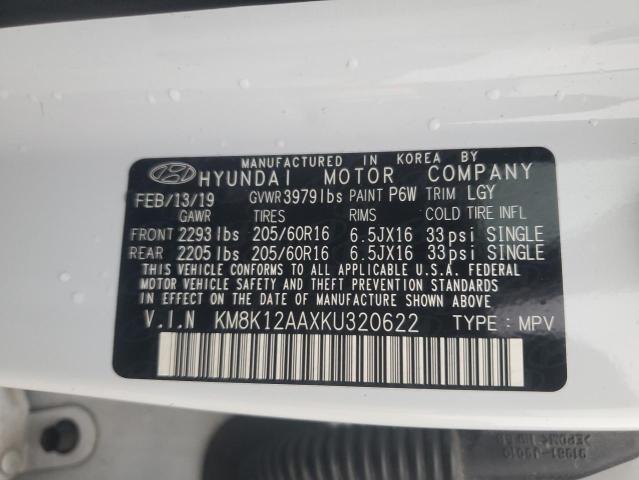 MANUFACTURED IN KOREA BY
HYUNDAI MOTOR COMPANY
FEB/13/19 GVWR 3979 lbs PAINT P6W TRIM LGY
GAWR TIRES RIMS COLD TIRE INFL
FRONT 2293 lbs 205/60R16 6.5JX16 33psi SINGLE
REAR 2205 lbs 205/60R16 6.5JX16 33psi SINGLE
THIS VEHICLE CONFORMS TO ALL APPLICABLE U.S.A. FEDERAL
MOTOR VEHICLE SAFETY AND THEFT PREVENTION STANDARDS
IN EFFECT ON THE DATE OF MANUFACTURE SHOWN ABOVE.
V.I.N KM8K12AAXKU320622 TYPE : MPV